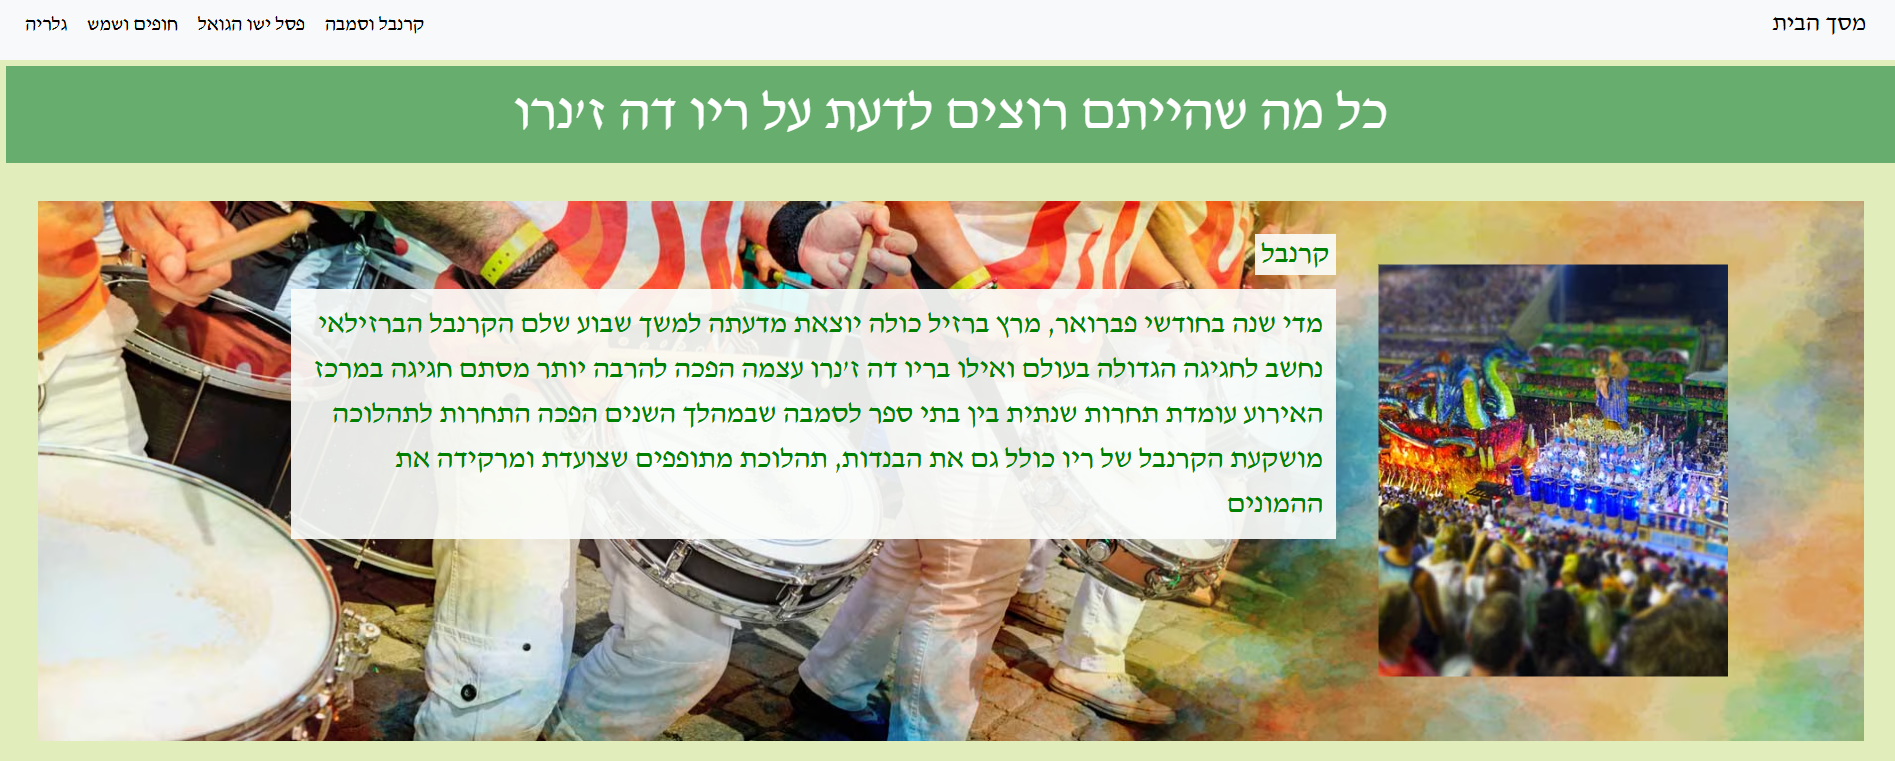 מסך הבית
קרנבל וסמבה
פסל ישו הגואל
חופים ושמש
גלריה
כל מה שהייתם רוצים לדעת על ריו דה ז'נרו
קרנבל
מדי שנה בחודשי פברואר, מרץ ברזיל כולה יוצאת מדעתה למשך שבוע שלם הקרנבל הברזילאי
נחשב לחגיגה הגדולה בעולם ואילו בריו דה ז'נרו עצמה הפכה להרבה יותר מסתם חגיגה במרכז
האירוע עומדת תחרות שנתית בין בתי ספר לסמבה שבמהלך השנים הפכה התחרות לתהלוכה
מושקעת הקרנבל של ריו כולל גם את הבנדות, תהלוכת מתופפים שצועדת ומרקידה את
ההמונים